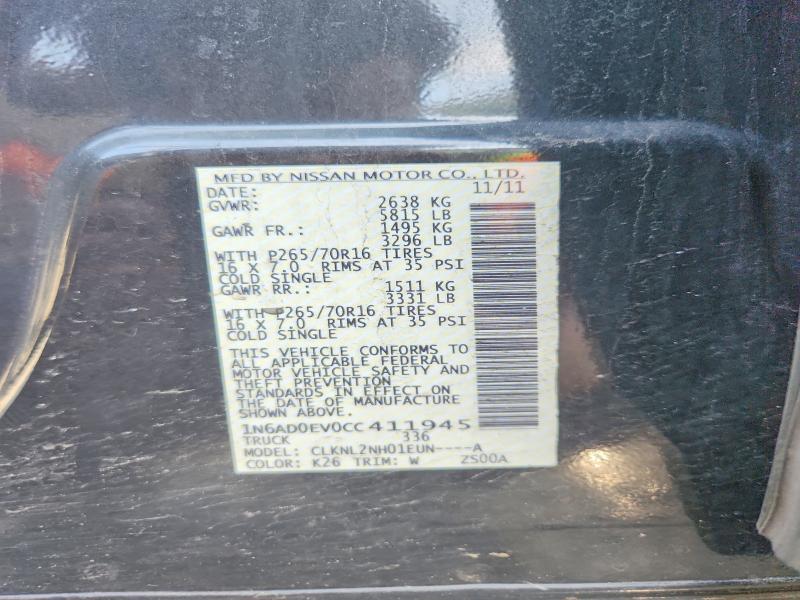 MFD BY NISSAN MOTOR CO., LTD.
DATE: 11/11
GVWR: 2638 KG
5815 LB
GAWR FR.: 1495 KG
3296 LB
WITH P265/70R16 TIRES
16 X 7.0 RIMS AT 35 PSI
COLD SINGLE
GAWR RR.: 1511 KG
3331 LB
WITH P265/70R16 TIRES
16 X 7.0 RIMS AT 35 PSI
COLD SINGLE
THIS VEHICLE CONFORMS TO
ALL APPLICABLE FEDERAL
MOTOR VEHICLE SAFETY AND
THEFT PREVENTION
STANDARDS IN EFFECT ON
THE DATE OF MANUFACTURE
SHOWN ABOVE.
1N6AD0EV0CC411945
TRUCK 336
MODEL: CLKNL2NH01EUN----A
COLOR: K26 TRIM: W ZS00A